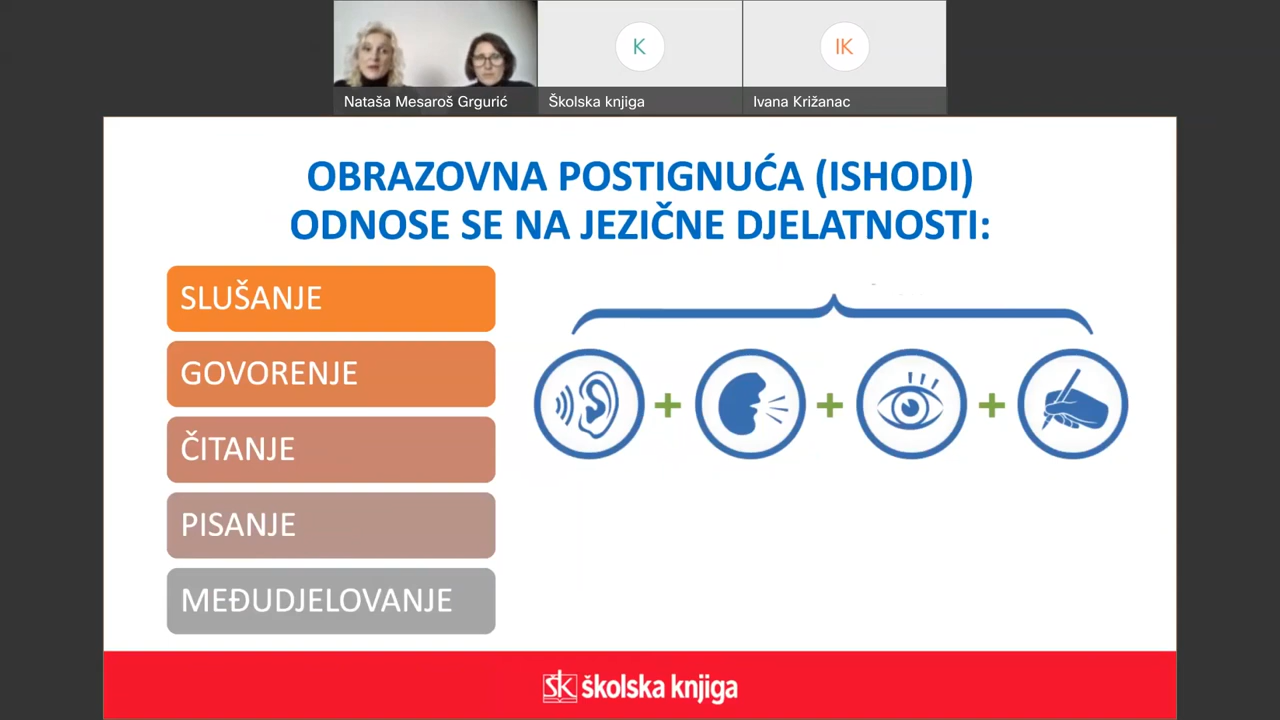 K
IK
Nataša Mesaroš Grgurić
Školska knjiga
Ivana Križanac
OBRAZOVNA POSTIGNUĆA (ISHODI)
ODNOSE SE NA JEZIČNE DJELATNOSTI:
SLUŠANJE
GOVORENJE
ČITANJE
PISANJE
MEĐUDJELOVANJE
ŠK školska knjiga